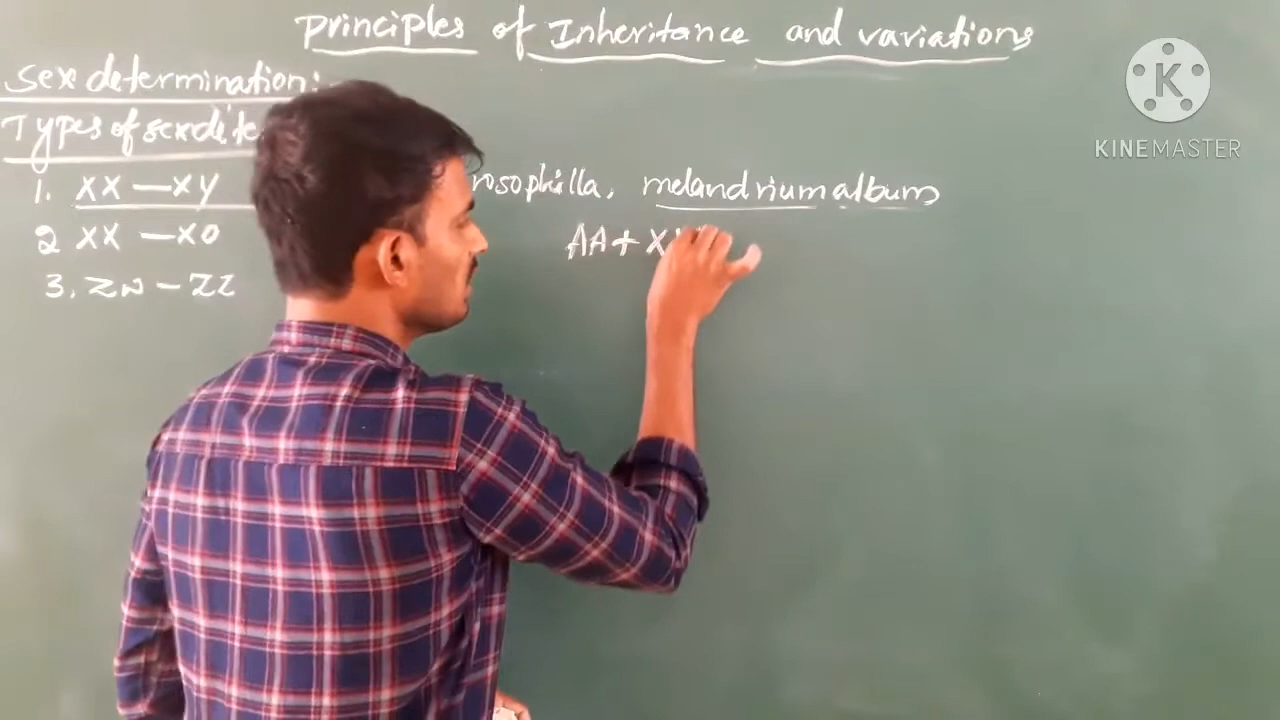 Principles of Inheritance and variations
Sex determination:-
Types of sex
1. XX — XY
rosophilla, melandrium album
2 XX — XO
AA + X
3. ZW — ZZ
K
KINEMASTER